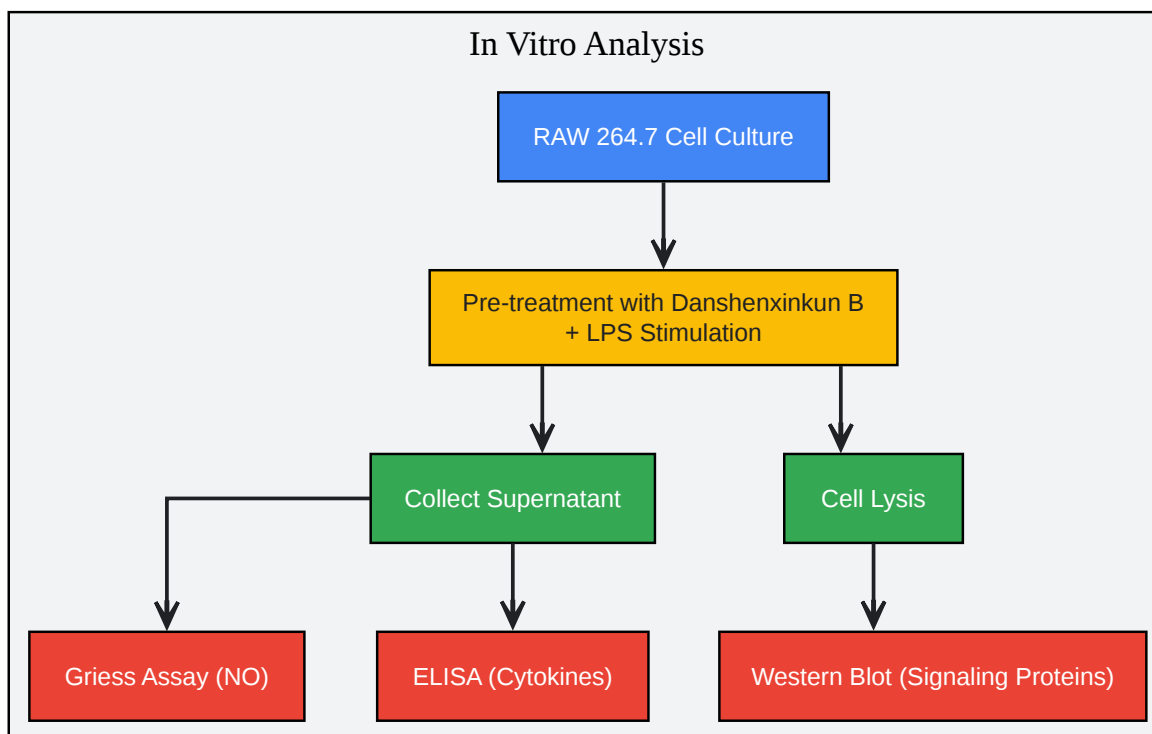 In Vitro Analysis
RAW 264.7 Cell Culture
Pre-treatment with Danshenxinkun B
+ LPS Stimulation
Collect Supernatant
Cell Lysis
Griess Assay (NO)
ELISA (Cytokines)
Western Blot (Signaling Proteins)